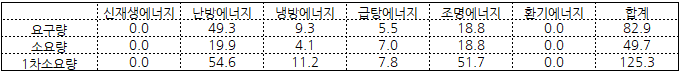 신재생에너지 난방에너지 냉방에너지 급탕에너지 조명에너지 환기에너지 합계
요구량 0.0 49.3 9.3 5.5 18.8 0.0 82.9
소요량 0.0 19.9 4.1 7.0 18.8 0.0 49.7
1차소요량 0.0 54.6 11.2 7.8 51.7 0.0 125.3